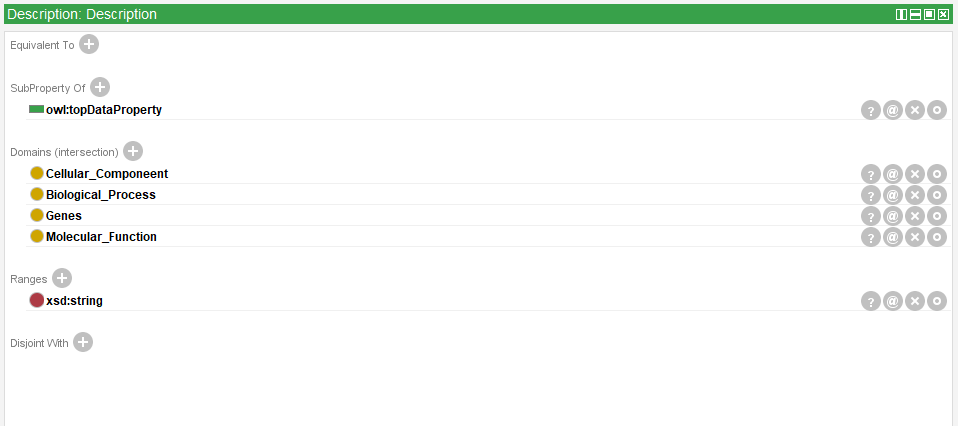 Description: Description
Equivalent To
SubProperty Of
owl:topDataProperty
Domains (intersection)
Cellular_Componeent
Biological_Process
Genes
Molecular_Function
Ranges
xsd:string
Disjoint With